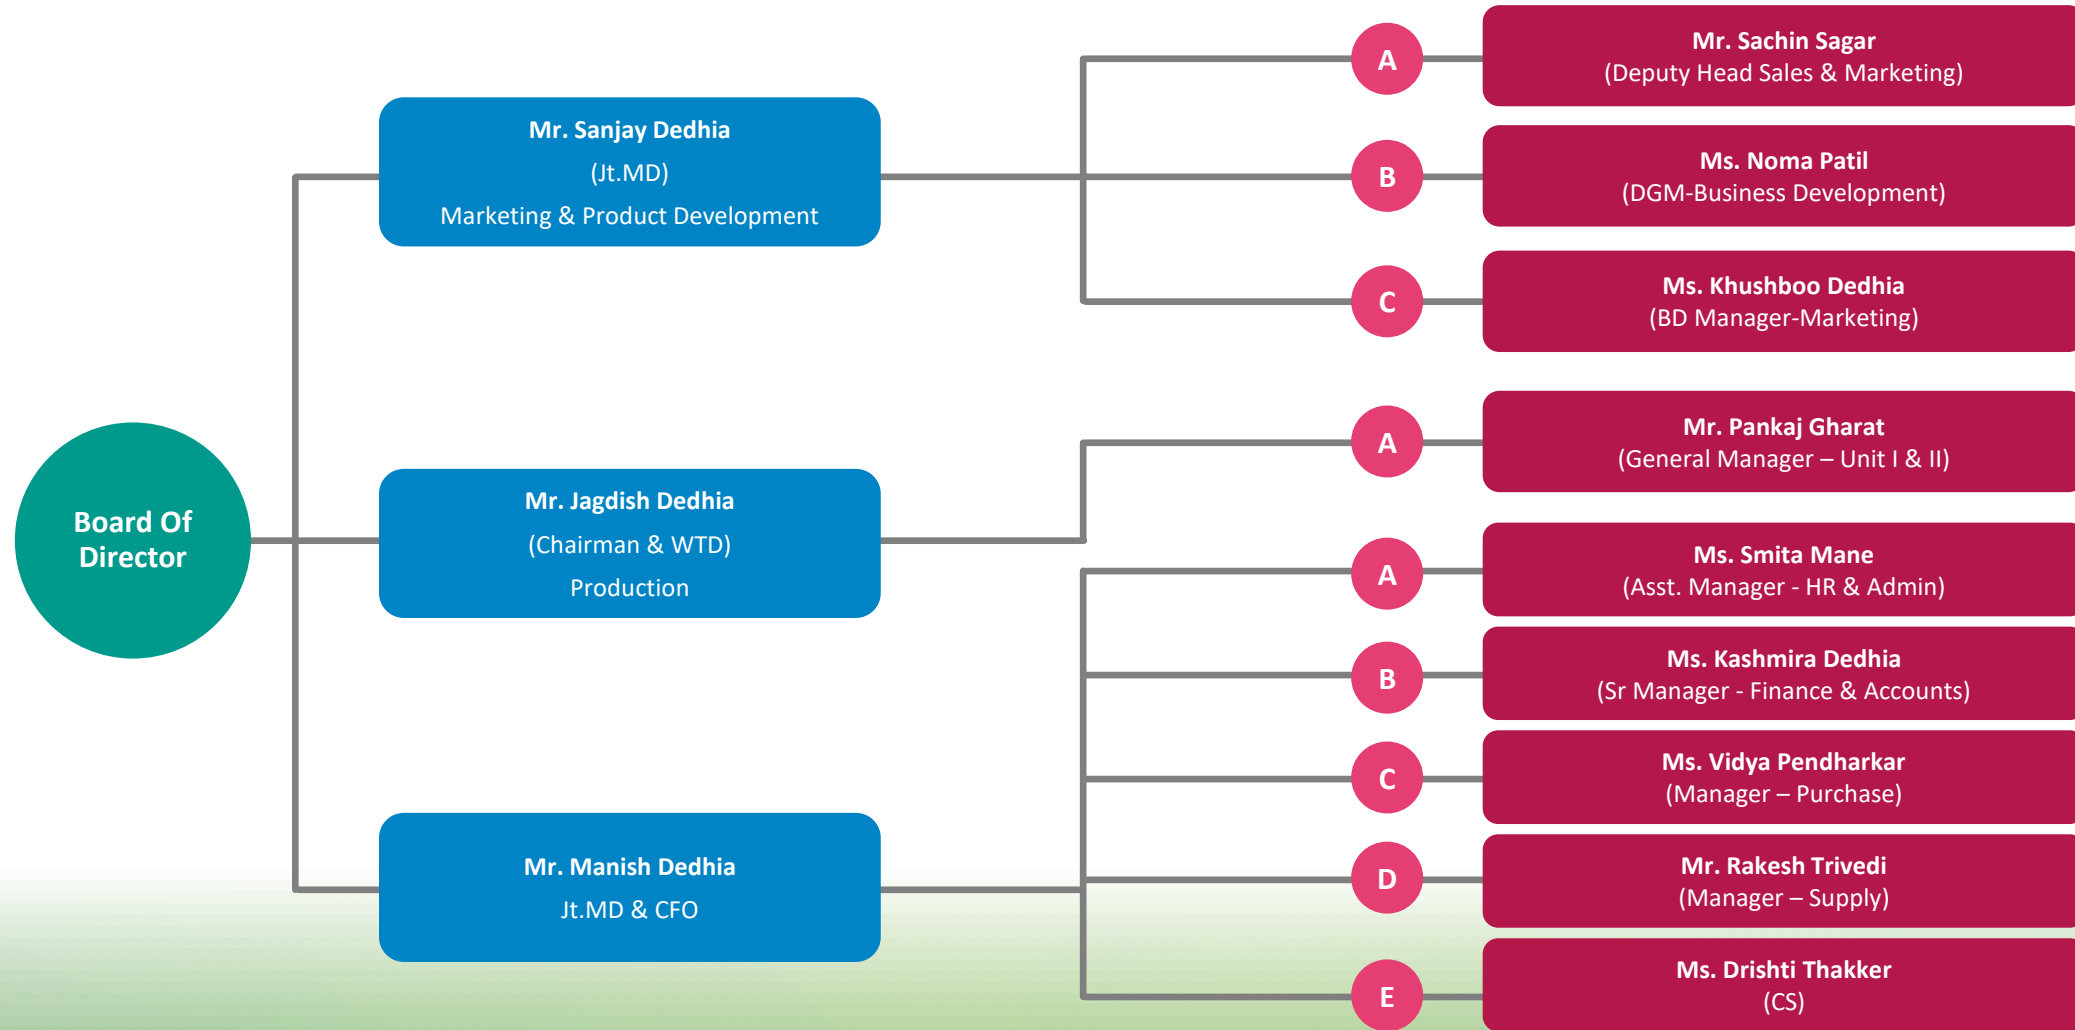 Board Of
Director
Mr. Sanjay Dedhia
(Jt.MD)
Marketing & Product Development
A
Mr. Sachin Sagar
(Deputy Head Sales & Marketing)
B
Ms. Noma Patil
(DGM-Business Development)
C
Ms. Khushboo Dedhia
(BD Manager-Marketing)
Mr. Jagdish Dedhia
(Chairman & WTD)
Production
A
Mr. Pankaj Gharat
(General Manager – Unit I & II)
Mr. Manish Dedhia
Jt.MD & CFO
A
Ms. Smita Mane
(Asst. Manager - HR & Admin)
B
Ms. Kashmira Dedhia
(Sr Manager - Finance & Accounts)
C
Ms. Vidya Pendharkar
(Manager – Purchase)
D
Mr. Rakesh Trivedi
(Manager – Supply)
E
Ms. Drishti Thakker
(CS)